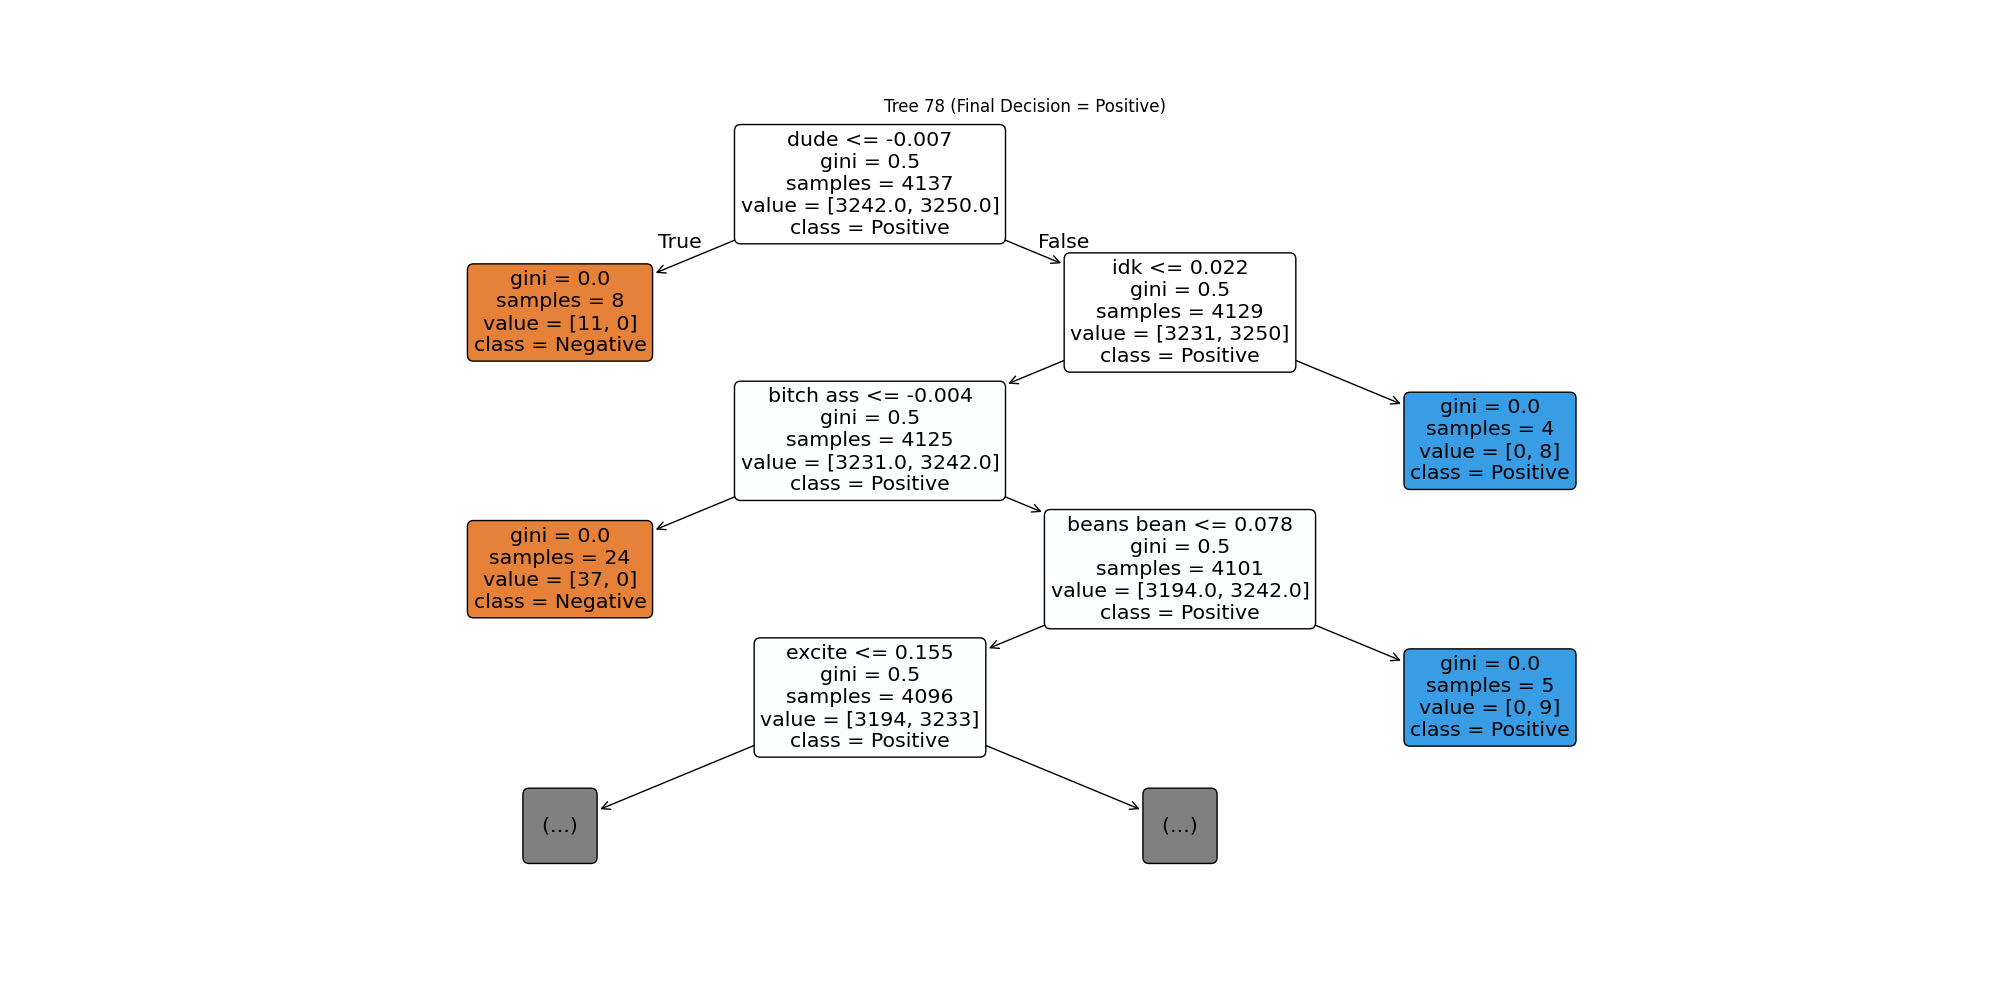 Tree 78 (Final Decision = Positive)
dude <= -0.007
gini = 0.5
samples = 4137
value = [3242.0, 3250.0]
class = Positive
True
False
gini = 0.0
samples = 8
value = [11, 0]
class = Negative
idk <= 0.022
gini = 0.5
samples = 4129
value = [3231, 3250]
class = Positive
bitch ass <= -0.004
gini = 0.5
samples = 4125
value = [3231.0, 3242.0]
class = Positive
gini = 0.0
samples = 4
value = [0, 8]
class = Positive
gini = 0.0
samples = 24
value = [37, 0]
class = Negative
beans bean <= 0.078
gini = 0.5
samples = 4101
value = [3194.0, 3242.0]
class = Positive
excite <= 0.155
gini = 0.5
samples = 4096
value = [3194, 3233]
class = Positive
gini = 0.0
samples = 5
value = [0, 9]
class = Positive
(...)
(...)